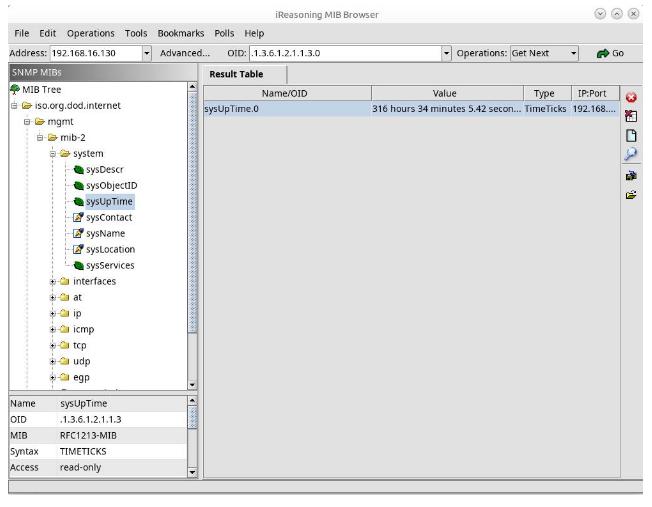 iReasoning MIB Browser
File Edit Operations Tools Bookmarks Polls Help
Address: 192.168.16.130 Advanced... OID: .1.3.6.1.2.1.1.3.0 Operations: Get Next Go
SNMP MIBs
Result Table
Name/OID Value Type IP:Port
sysUpTime.0 316 hours 34 minutes 5.42 secon... TimeTicks 192.168....
MIB Tree
iso.org.dod.internet
mgmt
mib-2
system
sysDescr
sysObjectID
sysUpTime
sysContact
sysName
sysLocation
sysServices
interfaces
at
ip
icmp
tcp
udp
egp
Name sysUpTime
OID .1.3.6.1.2.1.1.3
MIB RFC1213-MIB
Syntax TIMETICKS
Access read-only